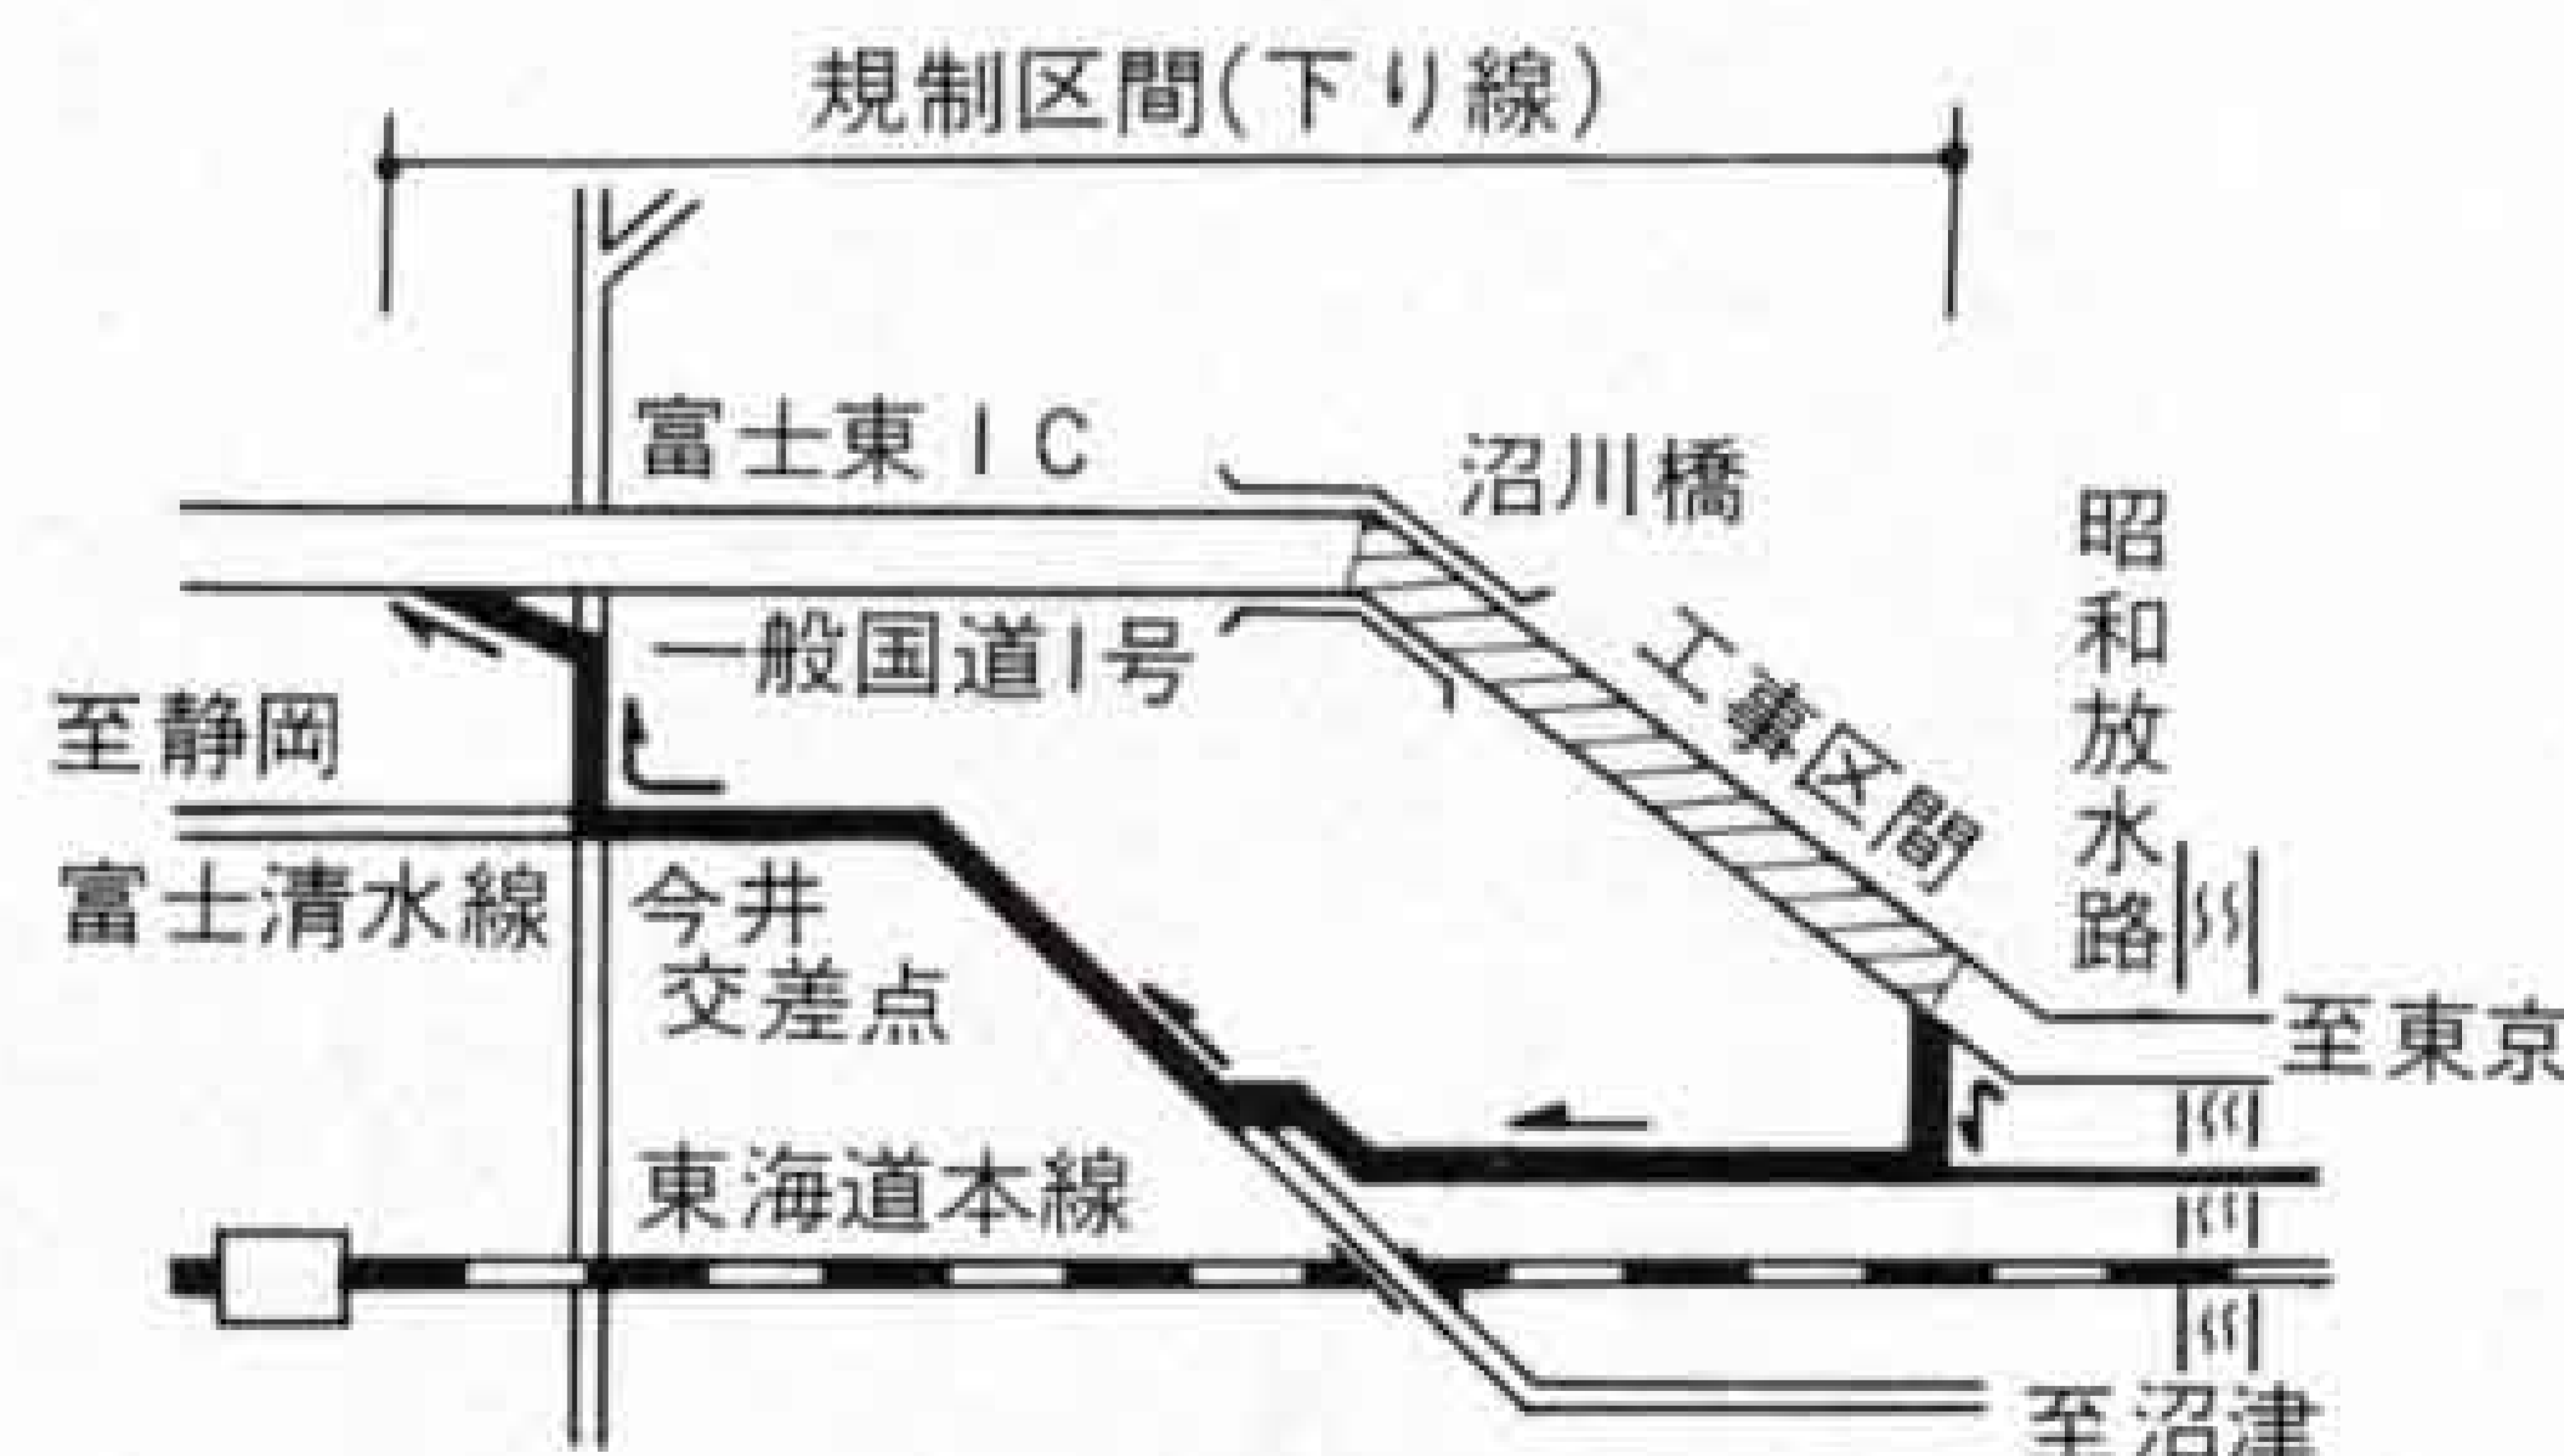 規制区間(下り線)
富士東IC
沼川橋
昭和放水路
一般国道1号
工事区間
至静岡
富士清水線
今井
交差点
至東京
東海道本線
至沼津